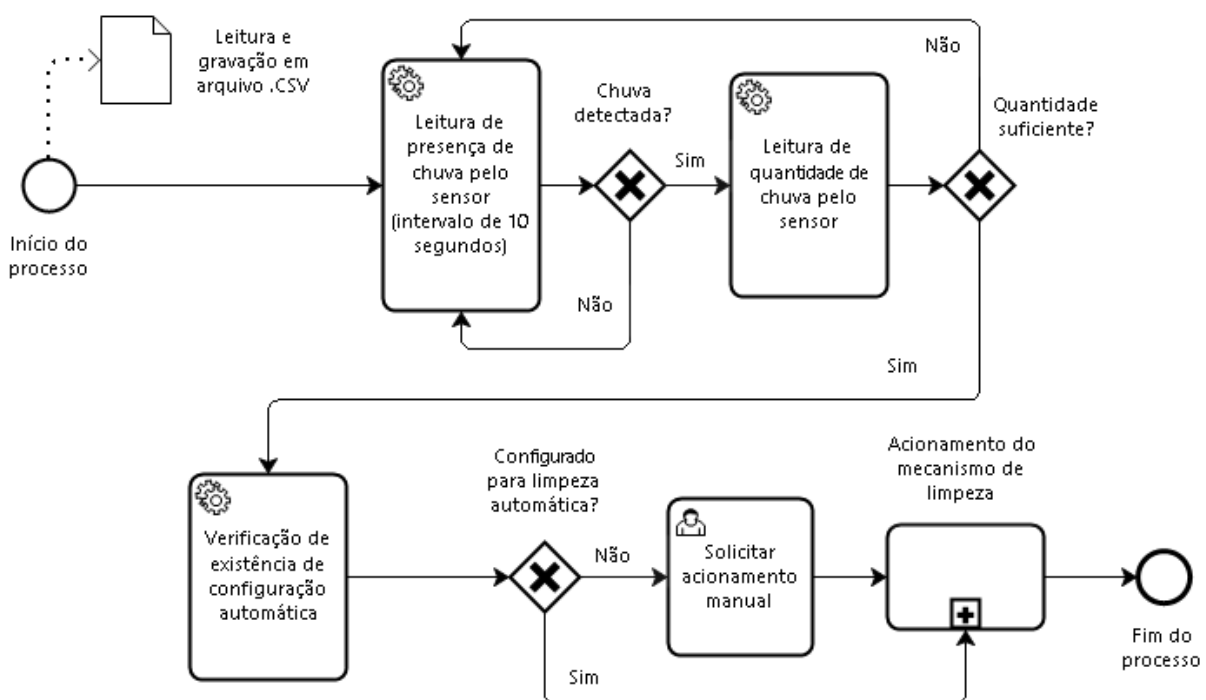 Leitura e
gravação em
arquivo .CSV
Início do
processo
Leitura de
presença de
chuva pelo
sensor
(intervalo de 10
segundos)
Chuva
detectada?
Sim
Não
Leitura de
quantidade de
chuva pelo
sensor
Não
Quantidade
suficiente?
Sim
Verificação de
existência de
configuração
automática
Configurado
para limpeza
automática?
Não
Sim
Solicitar
acionamento
manual
Acionamento do
mecanismo de
limpeza
Fim do
processo